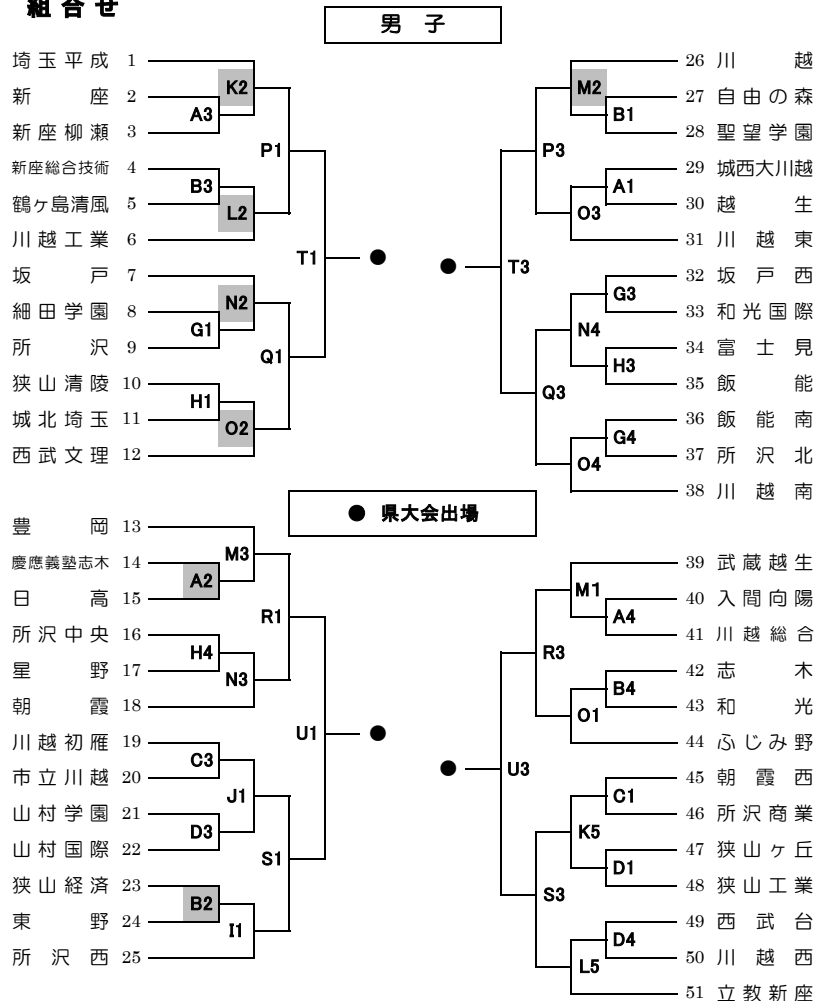 組合せ
男 子
埼玉平成 1
新座 2
新座柳瀬 3
新座総合技術 4
鶴ヶ島清風 5
川越工業 6
坂戸 7
細田学園 8
所沢 9
狭山清陵 10
城北埼玉 11
西武文理 12
K2
A3
P1
B3
L2
T1
N2
G1
Q1
H1
O2
26 川越
27 自由の森
28 聖望学園
29 城西大川越
30 越生
31 川越東
32 坂戸西
33 和光国際
34 富士見
35 飯能
36 飯能南
37 所沢北
38 川越南
M2
B1
P3
A1
O3
T3
G3
N4
H3
Q3
G4
O4
● 県大会出場
豊岡 13
慶應義塾志木 14
日高 15
所沢中央 16
星野 17
朝霞 18
川越初雁 19
市立川越 20
山村学園 21
山村国際 22
狭山経済 23
東野 24
所沢西 25
M3
A2
R1
H4
N3
U1
C3
J1
D3
S1
B2
I1
39 武蔵越生
40 入間向陽
41 川越総合
42 志木
43 和光
44 ふじみ野
45 朝霞西
46 所沢商業
47 狭山ヶ丘
48 狭山工業
49 西武台
50 川越西
51 立教新座
M1
A4
R3
B4
O1
U3
C1
K5
D1
S3
D4
L5